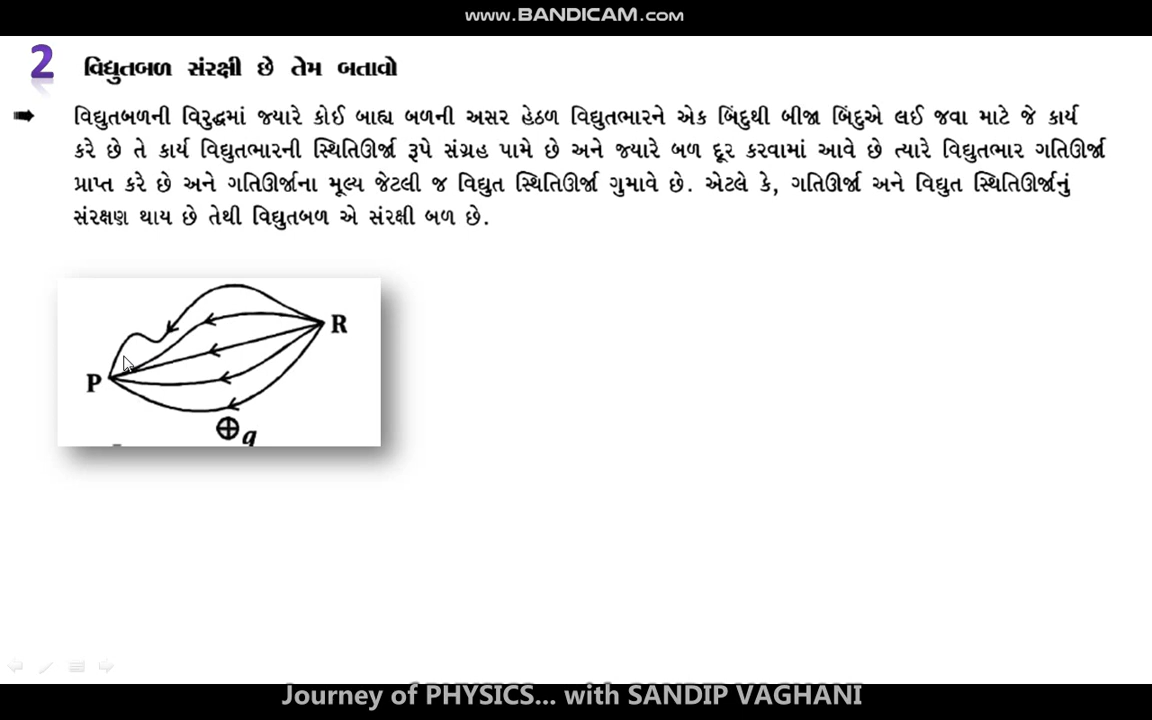 www.BANDICAM.com
2 વિદ્યુતબળ સંરક્ષી છે તેમ બતાવો
વિદ્યુતબળની વિરુદ્ધમાં જ્યારે કોઈ બાહ્ય બળની અસર હેઠળ વિદ્યુતભારને એક બિંદુથી બીજા બિંદુએ લઈ જવા માટે જે કાર્ય
કરે છે તે કાર્ય વિદ્યુતભારની સ્થિતિઊર્જા રૂપે સંગ્રહ પામે છે અને જ્યારે બળ દૂર કરવામાં આવે છે ત્યારે વિદ્યુતભાર ગતિઊર્જા
પ્રાપ્ત કરે છે અને ગતિઊર્જાના મૂલ્ય જેટલી જ વિદ્યુત સ્થિતિઊર્જા ગુમાવે છે. એટલે કે, ગતિઊર્જા અને વિદ્યુત સ્થિતિઊર્જાનું
સંરક્ષણ થાય છે તેથી વિદ્યુતબળ એ સંરક્ષી બળ છે.
R
P
q
Journey of PHYSICS... with SANDIP VAGHANI